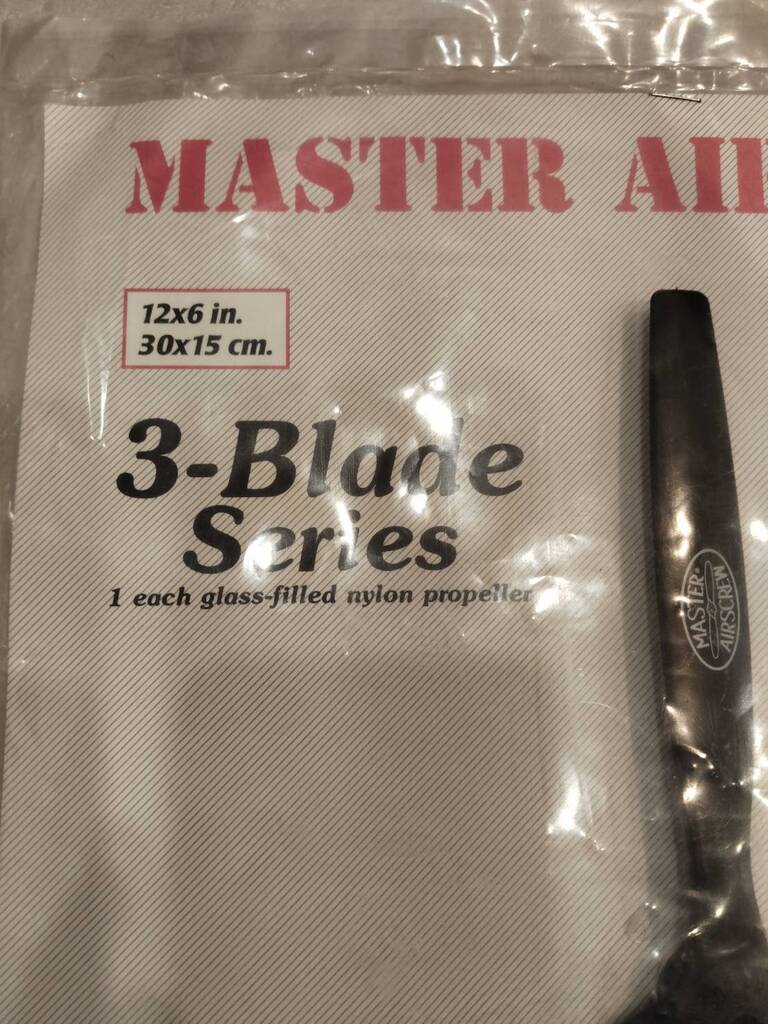 MASTER AI
12x6 in.
30x15 cm.
3-Blade
Series
1 each glass-filled nylon propeller
MASTER
AIRSCREW